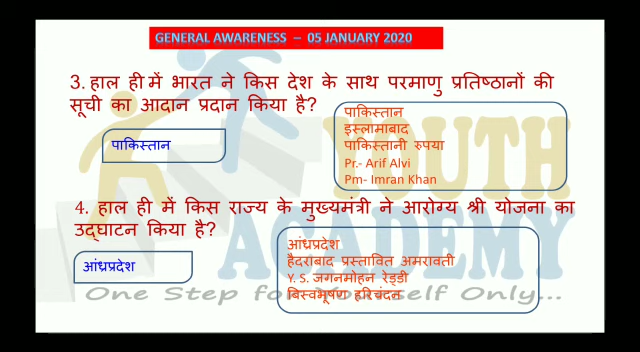 GENERAL AWARENESS – 05 JANUARY 2020
3. हाल ही में भारत ने किस देश के साथ परमाणु प्रतिष्ठानों की
सूची का आदान प्रदान किया है?
पाकिस्तान
पाकिस्तान
इस्लामाबाद
पाकिस्तानी रुपया
Pr.- Arif Alvi
Pm- Imran Khan
4. हाल ही में किस राज्य के मुख्यमंत्री ने आरोग्य श्री योजना का
उद्घाटन किया है?
आंध्रप्रदेश
आंध्रप्रदेश
हैदराबाद प्रस्तावित अमरावती
Y. S. जगनमोहन रेड्डी
बिस्वभूषण हरिचंदन
YOUTH
ACADEMY
One Step for Yourself Only...